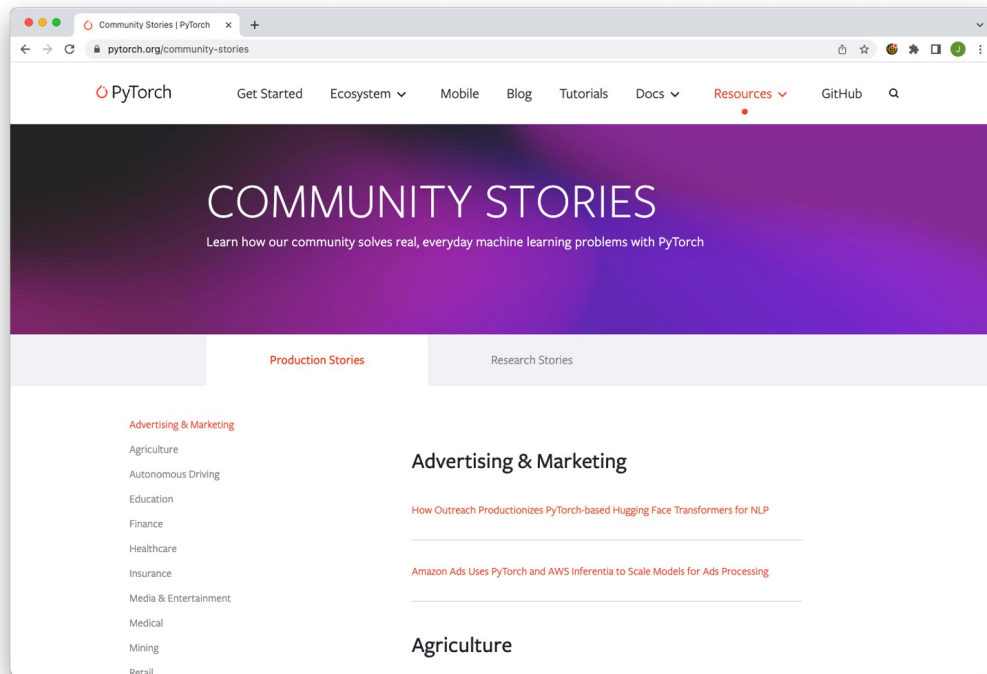 Community Stories | PyTorch
pytorch.org/community-stories
J
PyTorch
Get Started Ecosystem Mobile Blog Tutorials Docs Resources GitHub
COMMUNITY STORIES
Learn how our community solves real, everyday machine learning problems with PyTorch
Production Stories Research Stories
Advertising & Marketing
Agriculture
Autonomous Driving
Education
Finance
Healthcare
Insurance
Media & Entertainment
Medical
Mining
Retail
Advertising & Marketing
How Outreach Productionizes PyTorch-based Hugging Face Transformers for NLP
Amazon Ads Uses PyTorch and AWS Inferentia to Scale Models for Ads Processing
Agriculture